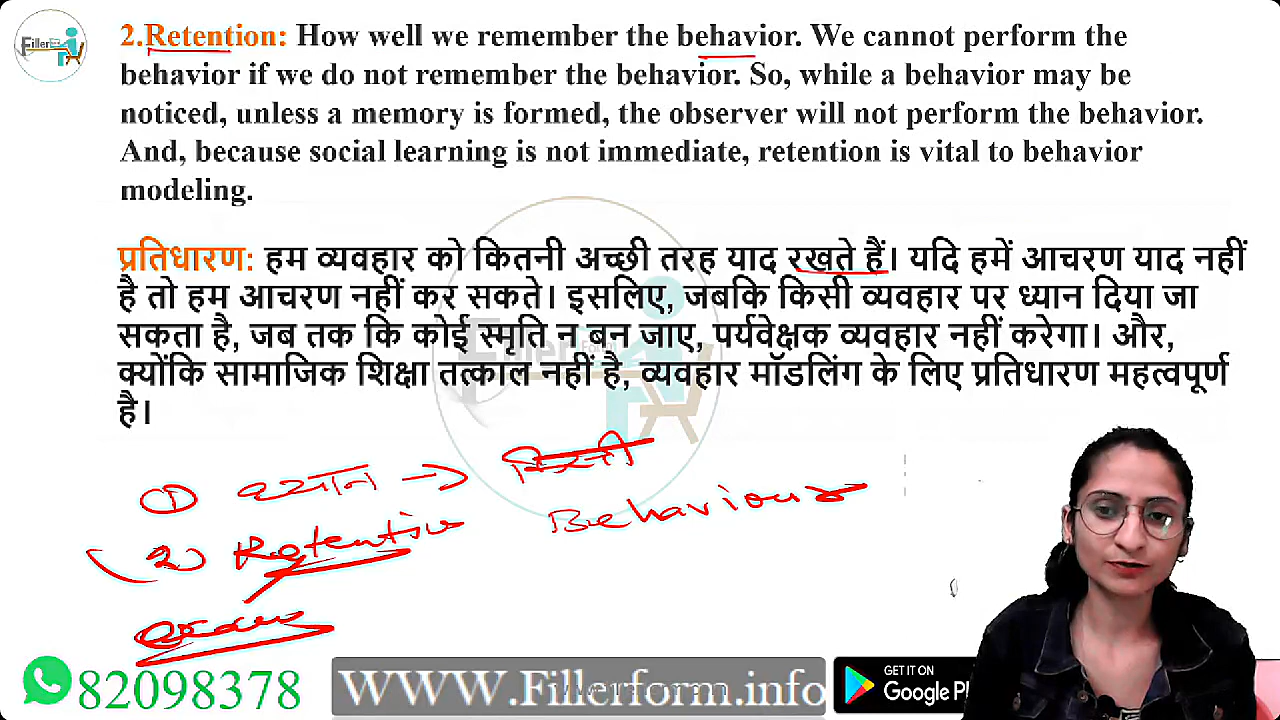 Filler Form
2.Retention: How well we remember the behavior. We cannot perform the
behavior if we do not remember the behavior. So, while a behavior may be
noticed, unless a memory is formed, the observer will not perform the behavior.
And, because social learning is not immediate, retention is vital to behavior
modeling.
प्रतिधारण: हम व्यवहार को कितनी अच्छी तरह याद रखते हैं। यदि हमें आचरण याद नहीं
है तो हम आचरण नहीं कर सकते। इसलिए, जबकि किसी व्यवहार पर ध्यान दिया जा
सकता है, जब तक कि कोई स्मृति न बन जाए, पर्यवेक्षक व्यवहार नहीं करेगा। और,
क्योंकि सामाजिक शिक्षा तत्काल नहीं है, व्यवहार मॉडलिंग के लिए प्रतिधारण महत्वपूर्ण
है।
① ध्यान →
Behaviour
2)
82098378
WWW.Fillerform.info
GET IT ON
Google Pl